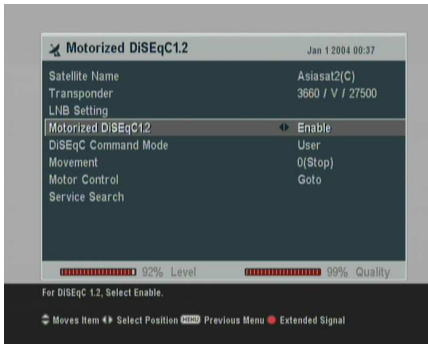 Motorized DiSEqC1.2 Jan 1 2004 00:37
Satellite Name Asiasat2(C)
Transponder 3660 / V / 27500
LNB Setting
Motorized DiSEqC1.2 Enable
DiSEqC Command Mode User
Movement 0(Stop)
Motor Control Goto
Service Search
92% Level 99% Quality
For DiSEqC 1.2, Select Enable.
Moves Item Select Position MENU Previous Menu Extended Signal